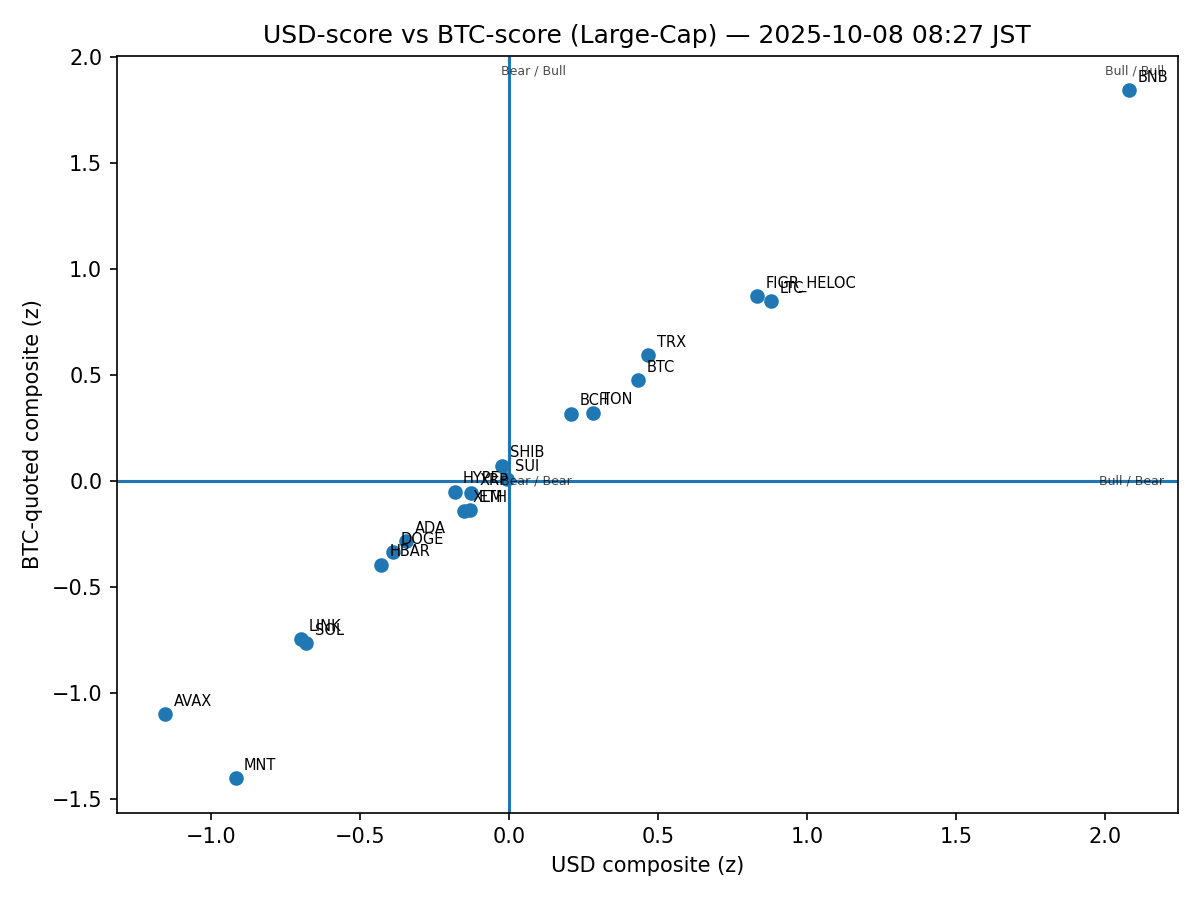 USD-score vs BTC-score (Large-Cap) — 2025-10-08 08:27 JST
2.0
1.5
1.0
0.5
0.0
−0.5
−1.0
−1.5
BTC-quoted composite (z)
Bear / Bull
Bull / Bull
BNB
FIGR_HELOC
LTC
TRX
BTC
BCH
TON
SHIB
SUI
HYPE
XRP
Bear / Bear
Bull / Bear
XLM
ETH
ADA
DOGE
HBAR
LINK
SOL
AVAX
MNT
−1.0
−0.5
0.0
0.5
1.0
1.5
2.0
USD composite (z)